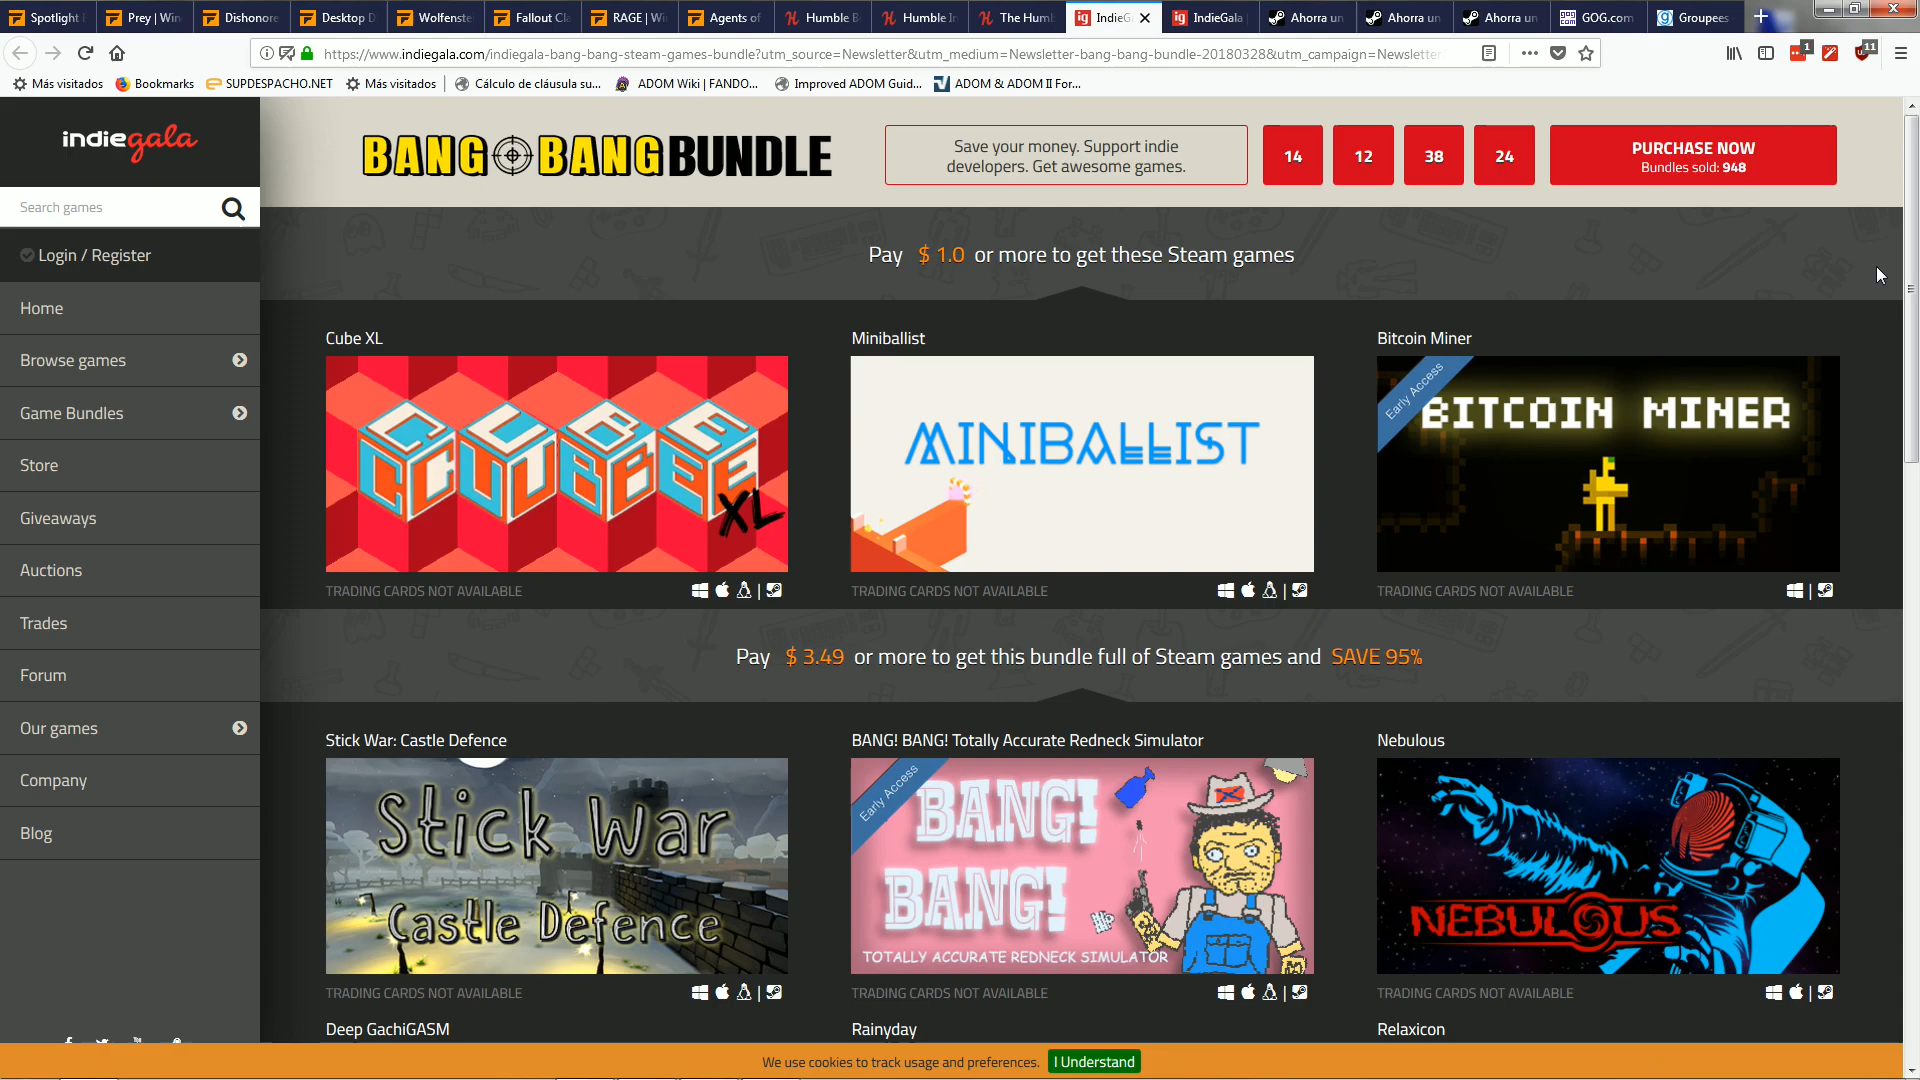 Spotlight
Prey | Win
Dishonore
Desktop D
Wolfenste
Fallout Cla
RAGE | Wi
Agents of
Humble B
Humble In
The Humb
IndieGa
IndieGala
Ahorra un
Ahorra un
Ahorra un
GOG.com
Groupees
https://www.indiegala.com/indiegala-bang-bang-steam-games-bundle?utm_source=Newsletter&utm_medium=Newsletter-bang-bang-bundle-20180328&utm_campaign=Newsletter
1
11
Más visitados
Bookmarks
SUPDESPACHO.NET
Más visitados
Cálculo de cláusula su...
ADOM Wiki | FANDO...
Improved ADOM Guid...
ADOM & ADOM II For...
indiegala
Search games
Login / Register
Home
Browse games
Game Bundles
Store
Giveaways
Auctions
Trades
Forum
Our games
Company
Blog
BANG BANG BUNDLE
Save your money. Support indie
developers. Get awesome games.
14 12 38 24
PURCHASE NOW
Bundles sold: 948
Pay $ 1.0 or more to get these Steam games
Cube XL
CUBE
XL
TRADING CARDS NOT AVAILABLE
Miniballist
MINIBALLIST
TRADING CARDS NOT AVAILABLE
Bitcoin Miner
Early Access
BITCOIN MINER
TRADING CARDS NOT AVAILABLE
Pay $ 3.49 or more to get this bundle full of Steam games and SAVE 95%
Stick War: Castle Defence
Stick War
Castle Defence
TRADING CARDS NOT AVAILABLE
BANG! BANG! Totally Accurate Redneck Simulator
Early Access
BANG!
BANG!
TOTALLY ACCURATE REDNECK SIMULATOR
TRADING CARDS NOT AVAILABLE
Nebulous
NEBULOUS
TRADING CARDS NOT AVAILABLE
Deep GachiGASM
Rainyday
Relaxicon
We use cookies to track usage and preferences.
I Understand